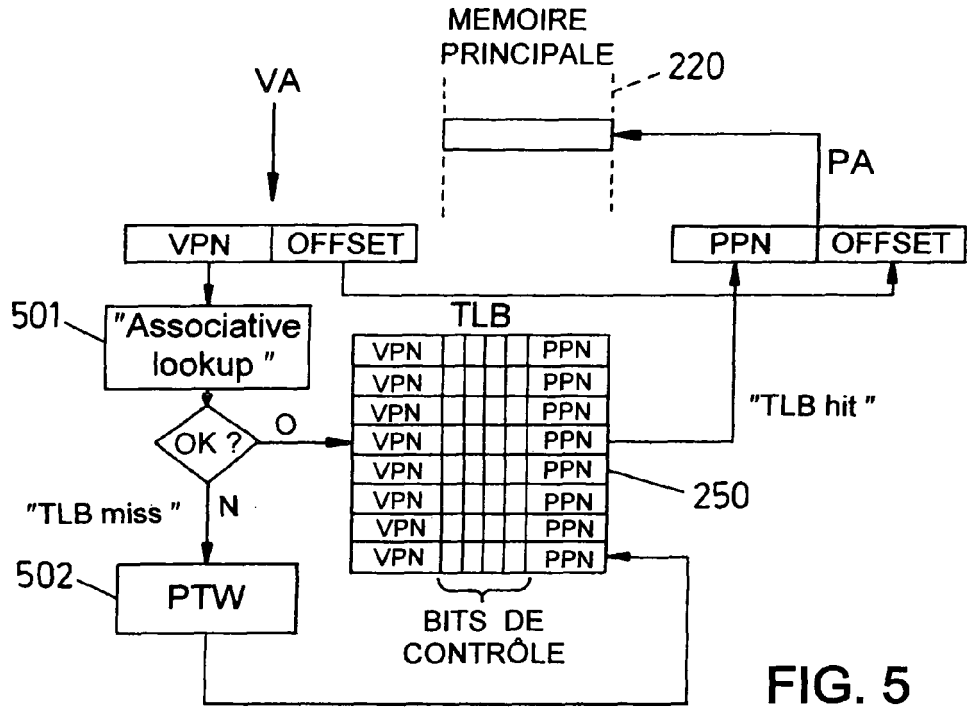 MEMOIRE
PRINCIPALE
220
VA
PA
VPN OFFSET
PPN OFFSET
501
"Associative
lookup"
TLB
VPN PPN
VPN PPN
VPN PPN
VPN PPN
VPN PPN
VPN PPN
VPN PPN
VPN PPN
"TLB hit"
OK ?
O
250
"TLB miss"
N
502
PTW
BITS DE
CONTRÔLE
FIG. 5